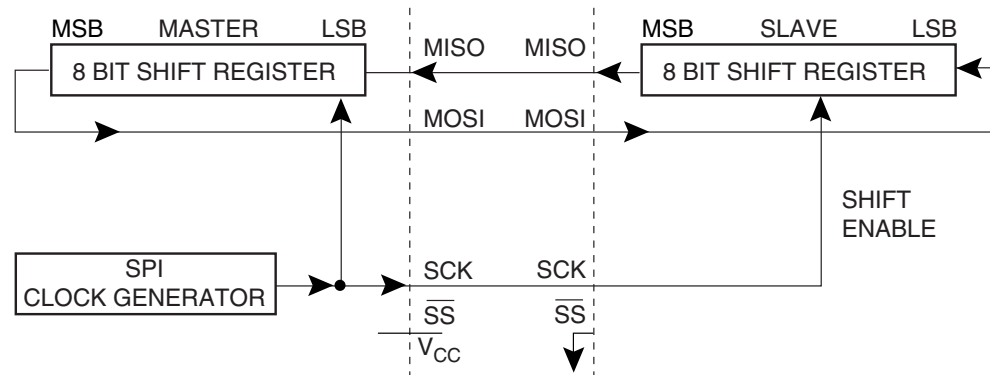 MSB MASTER LSB
8 BIT SHIFT REGISTER
MISO MISO
MSB SLAVE LSB
8 BIT SHIFT REGISTER
MOSI MOSI
SHIFT
ENABLE
SPI
CLOCK GENERATOR
SCK SCK
SS SS
VCC